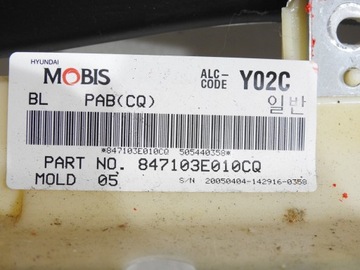 HYUNDAI
MOBIS
ALC-CODE Y02C
BL PAB(CQ) 일반
*847103E010CQ 505440358*
PART NO. 847103E010CQ
MOLD 05 S/N 20050404-142916-0358